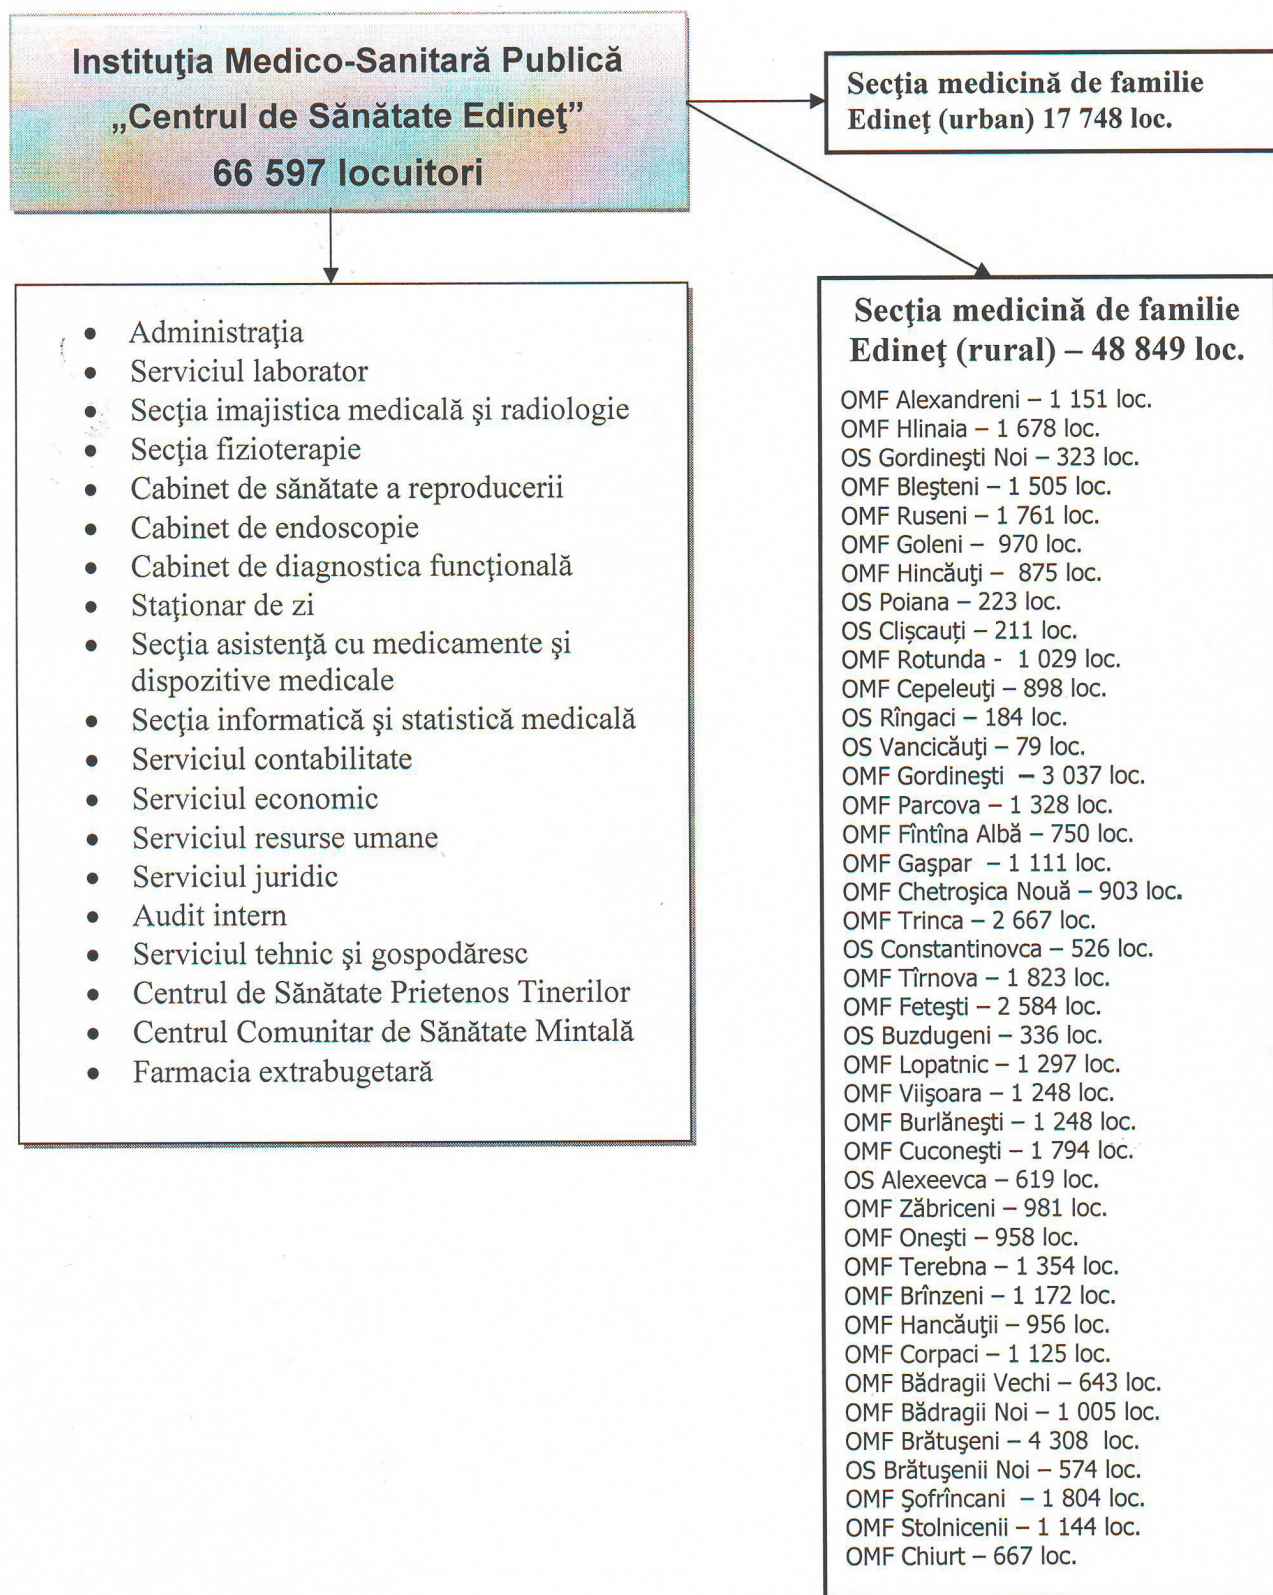 Instituţia Medico-Sanitară Publică
„Centrul de Sănătate Edineţ”
66 597 locuitori
Secţia medicină de familie
Edineţ (urban) 17 748 loc.
• Administraţia
• Serviciul laborator
• Secţia imajistica medicală şi radiologie
• Secţia fizioterapie
• Cabinet de sănătate a reproducerii
• Cabinet de endoscopie
• Cabinet de diagnostica funcţională
• Staţionar de zi
• Secţia asistenţă cu medicamente şi
dispozitive medicale
• Secţia informatică şi statistică medicală
• Serviciul contabilitate
• Serviciul economic
• Serviciul resurse umane
• Serviciul juridic
• Audit intern
• Serviciul tehnic şi gospodăresc
• Centrul de Sănătate Prietenos Tinerilor
• Centrul Comunitar de Sănătate Mintală
• Farmacia extrabugetară
Secţia medicină de familie
Edineţ (rural) – 48 849 loc.
OMF Alexandreni – 1 151 loc.
OMF Hlinaia – 1 678 loc.
OS Gordineşti Noi – 323 loc.
OMF Bleşteni – 1 505 loc.
OMF Ruseni – 1 761 loc.
OMF Goleni – 970 loc.
OMF Hincăuţi – 875 loc.
OS Poiana – 223 loc.
OS Clișcauți – 211 loc.
OMF Rotunda - 1 029 loc.
OMF Cepeleuţi – 898 loc.
OS Rîngaci – 184 loc.
OS Vancicăuţi – 79 loc.
OMF Gordineşti – 3 037 loc.
OMF Parcova – 1 328 loc.
OMF Fîntîna Albă – 750 loc.
OMF Gaşpar – 1 111 loc.
OMF Chetroşica Nouă – 903 loc.
OMF Trinca – 2 667 loc.
OS Constantinovca – 526 loc.
OMF Tîrnova – 1 823 loc.
OMF Feteşti – 2 584 loc.
OS Buzdugeni – 336 loc.
OMF Lopatnic – 1 297 loc.
OMF Viişoara – 1 248 loc.
OMF Burlăneşti – 1 248 loc.
OMF Cuconeşti – 1 794 loc.
OS Alexeevca – 619 loc.
OMF Zăbriceni – 981 loc.
OMF Oneşti – 958 loc.
OMF Terebna – 1 354 loc.
OMF Brînzeni – 1 172 loc.
OMF Hancăuţii – 956 loc.
OMF Corpaci – 1 125 loc.
OMF Bădragii Vechi – 643 loc.
OMF Bădragii Noi – 1 005 loc.
OMF Brătuşeni – 4 308 loc.
OS Brătuşenii Noi – 574 loc.
OMF Şofrîncani – 1 804 loc.
OMF Stolnicenii – 1 144 loc.
OMF Chiurt – 667 loc.